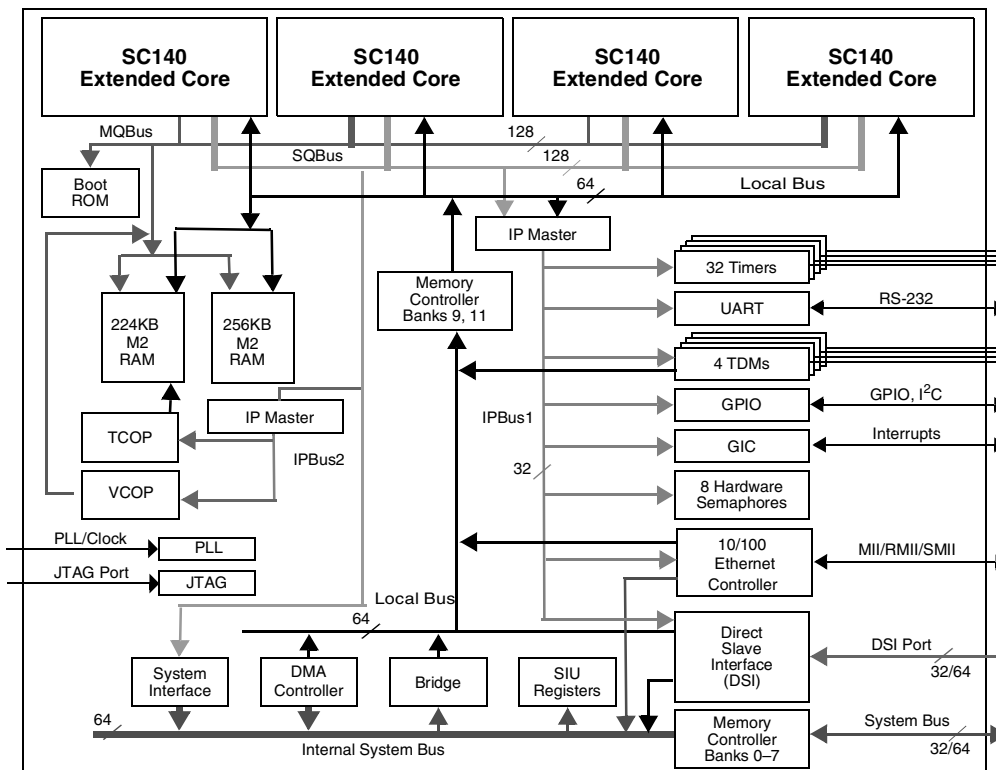 SC140
Extended Core
SC140
Extended Core
SC140
Extended Core
SC140
Extended Core
MQBus
128
SQBus
128
64
Local Bus
Boot
ROM
IP Master
32 Timers
Memory
Controller
Banks 9, 11
UART
RS-232
224KB
M2
RAM
256KB
M2
RAM
4 TDMs
IP Master
IPBus1
GPIO
GPIO, I2C
TCOP
GIC
Interrupts
IPBus2
32
VCOP
8 Hardware
Semaphores
PLL/Clock
PLL
10/100
Ethernet
Controller
MII/RMII/SMII
JTAG Port
JTAG
Local Bus
64
Direct
Slave
Interface
(DSI)
DSI Port
32/64
System
Interface
DMA
Controller
Bridge
SIU
Registers
64
Internal System Bus
Memory
Controller
Banks 0–7
System Bus
32/64